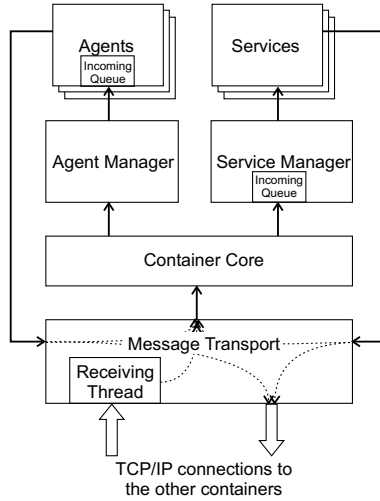 Agents
Incoming
Queue
Services
Agent Manager
Service Manager
Incoming
Queue
Container Core
Message Transport
Receiving
Thread
TCP/IP connections to
the other containers